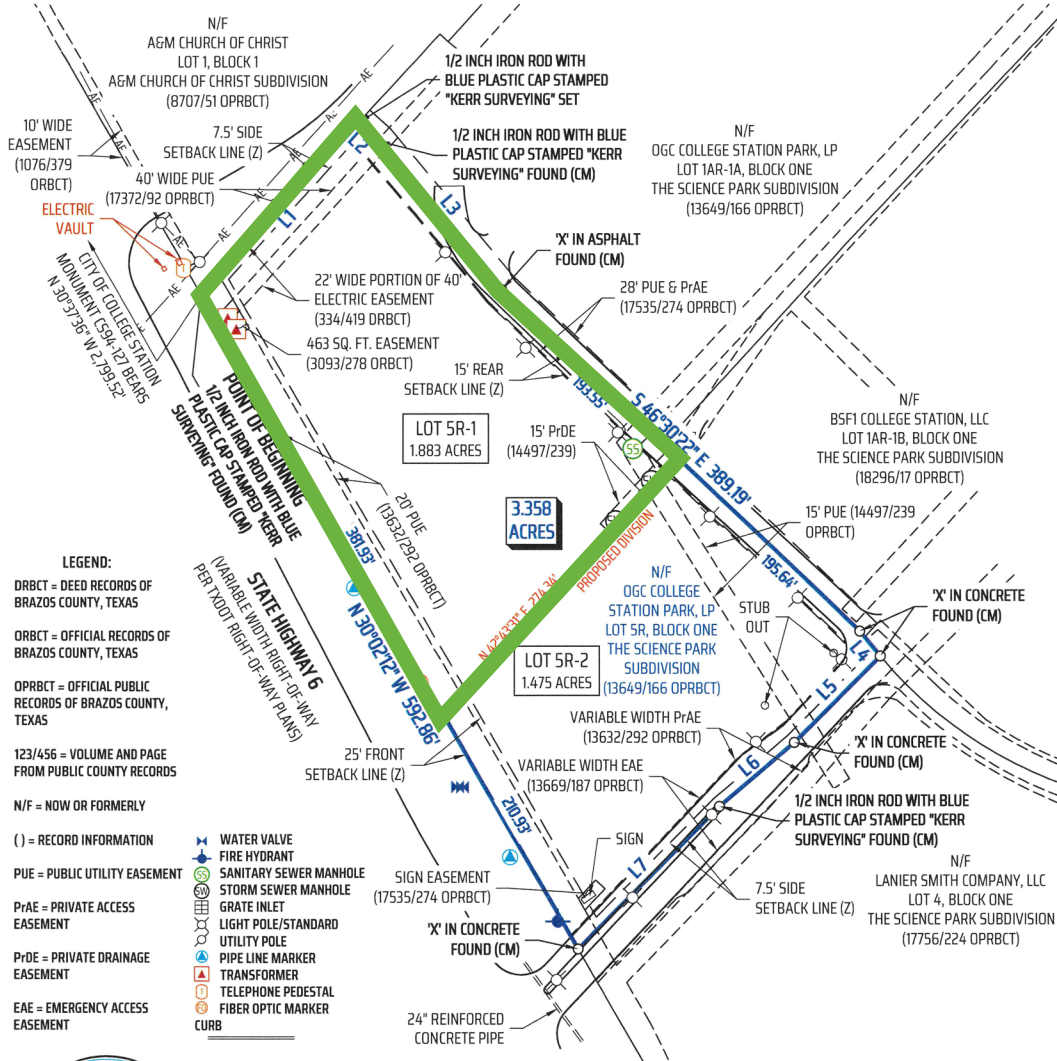 N/F
A&M CHURCH OF CHRIST
LOT 1, BLOCK 1
A&M CHURCH OF CHRIST SUBDIVISION
(8707/51 OPRBCT)
1/2 INCH IRON ROD WITH
BLUE PLASTIC CAP STAMPED
"KERR SURVEYING" SET
10' WIDE
EASEMENT
(1076/379
ORBCT)
7.5' SIDE
SETBACK LINE (Z)
1/2 INCH IRON ROD WITH BLUE
PLASTIC CAP STAMPED "KERR
SURVEYING" FOUND (CM)
N/F
OGC COLLEGE STATION PARK, LP
LOT 1AR-1A, BLOCK ONE
THE SCIENCE PARK SUBDIVISION
(13649/166 OPRBCT)
40' WIDE PUE
(17372/92 OPRBCT)
ELECTRIC
VAULT
AE
AE
AE
AE
AE
AE
AE
AE
L1
L2
L3
'X' IN ASPHALT
FOUND (CM)
CITY OF COLLEGE STATION
MONUMENT CS94-127 BEARS
N 30°37'36" W 2,799.52'
T
22' WIDE PORTION OF 40'
ELECTRIC EASEMENT
(334/419 DRBCT)
463 SQ. FT. EASEMENT
(3093/278 ORBCT)
28' PUE & PrAE
(17535/274 OPRBCT)
15' REAR
SETBACK LINE (Z)
193.55'
S 46°30'22" E 389.19'
POINT OF BEGINNING
1/2 INCH IRON ROD WITH BLUE
PLASTIC CAP STAMPED "KERR
SURVEYING" FOUND (CM)
LOT 5R-1
1.883 ACRES
15' PrDE
(14497/239)
SS
SW
SW
N/F
BSF1 COLLEGE STATION, LLC
LOT 1AR-1B, BLOCK ONE
THE SCIENCE PARK SUBDIVISION
(18296/17 OPRBCT)
20' PUE
(13632/292 OPRBCT)
3.358
ACRES
15' PUE (14497/239
OPRBCT)
381.93'
N 30°02'12" W 592.86'
N 42°43'31" E 274.34'
PROPOSED DIVISION
195.64'
STATE HIGHWAY 6
(VARIABLE WIDTH RIGHT-OF-WAY
PER TXDOT RIGHT-OF-WAY PLANS)
N/F
OGC COLLEGE
STATION PARK, LP
LOT 5R, BLOCK ONE
THE SCIENCE PARK
SUBDIVISION
(13649/166 OPRBCT)
STUB
OUT
'X' IN CONCRETE
FOUND (CM)
L4
LOT 5R-2
1.475 ACRES
L5
VARIABLE WIDTH PrAE
(13632/292 OPRBCT)
25' FRONT
SETBACK LINE (Z)
'X' IN CONCRETE
FOUND (CM)
L6
VARIABLE WIDTH EAE
(13669/187 OPRBCT)
210.93'
1/2 INCH IRON ROD WITH BLUE
PLASTIC CAP STAMPED "KERR
SURVEYING" FOUND (CM)
SIGN
L7
SIGN EASEMENT
(17535/274 OPRBCT)
7.5' SIDE
SETBACK LINE (Z)
N/F
LANIER SMITH COMPANY, LLC
LOT 4, BLOCK ONE
THE SCIENCE PARK SUBDIVISION
(17756/224 OPRBCT)
'X' IN CONCRETE
FOUND (CM)
24" REINFORCED
CONCRETE PIPE
LEGEND:
DRBCT = DEED RECORDS OF
BRAZOS COUNTY, TEXAS
ORBCT = OFFICIAL RECORDS OF
BRAZOS COUNTY, TEXAS
OPRBCT = OFFICIAL PUBLIC
RECORDS OF BRAZOS COUNTY,
TEXAS
123/456 = VOLUME AND PAGE
FROM PUBLIC COUNTY RECORDS
N/F = NOW OR FORMERLY
( ) = RECORD INFORMATION
PUE = PUBLIC UTILITY EASEMENT
PrAE = PRIVATE ACCESS
EASEMENT
PrDE = PRIVATE DRAINAGE
EASEMENT
EAE = EMERGENCY ACCESS
EASEMENT
WATER VALVE
FIRE HYDRANT
SS SANITARY SEWER MANHOLE
SW STORM SEWER MANHOLE
GRATE INLET
LIGHT POLE/STANDARD
UTILITY POLE
PIPE LINE MARKER
TRANSFORMER
T TELEPHONE PEDESTAL
FO FIBER OPTIC MARKER
CURB